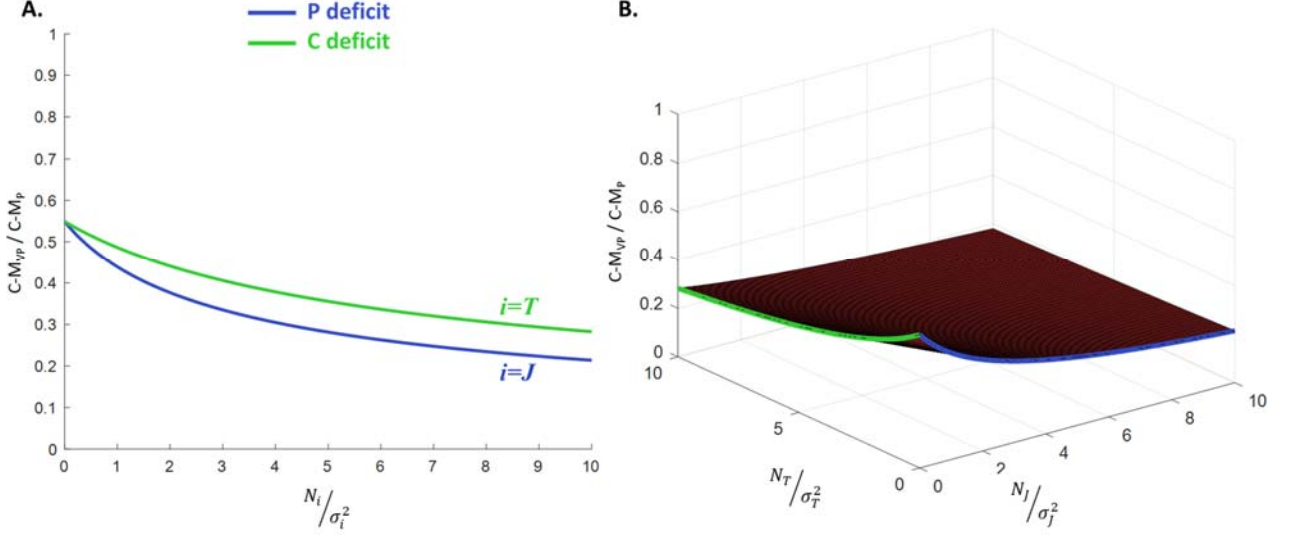 A.
P deficit
C deficit
1
0.9
0.8
0.7
0.6
0.5
0.4
0.3
0.2
0.1
0
C-M_VP / C-M_P
i=T
i=J
0 1 2 3 4 5 6 7 8 9 10
N_i/σ_i^2
B.
1
0.8
0.6
0.4
0.2
0
C-M_VP / C-M_P
10
5
0
N_T/σ_T^2
0
2
4
6
8
10
N_J/σ_J^2